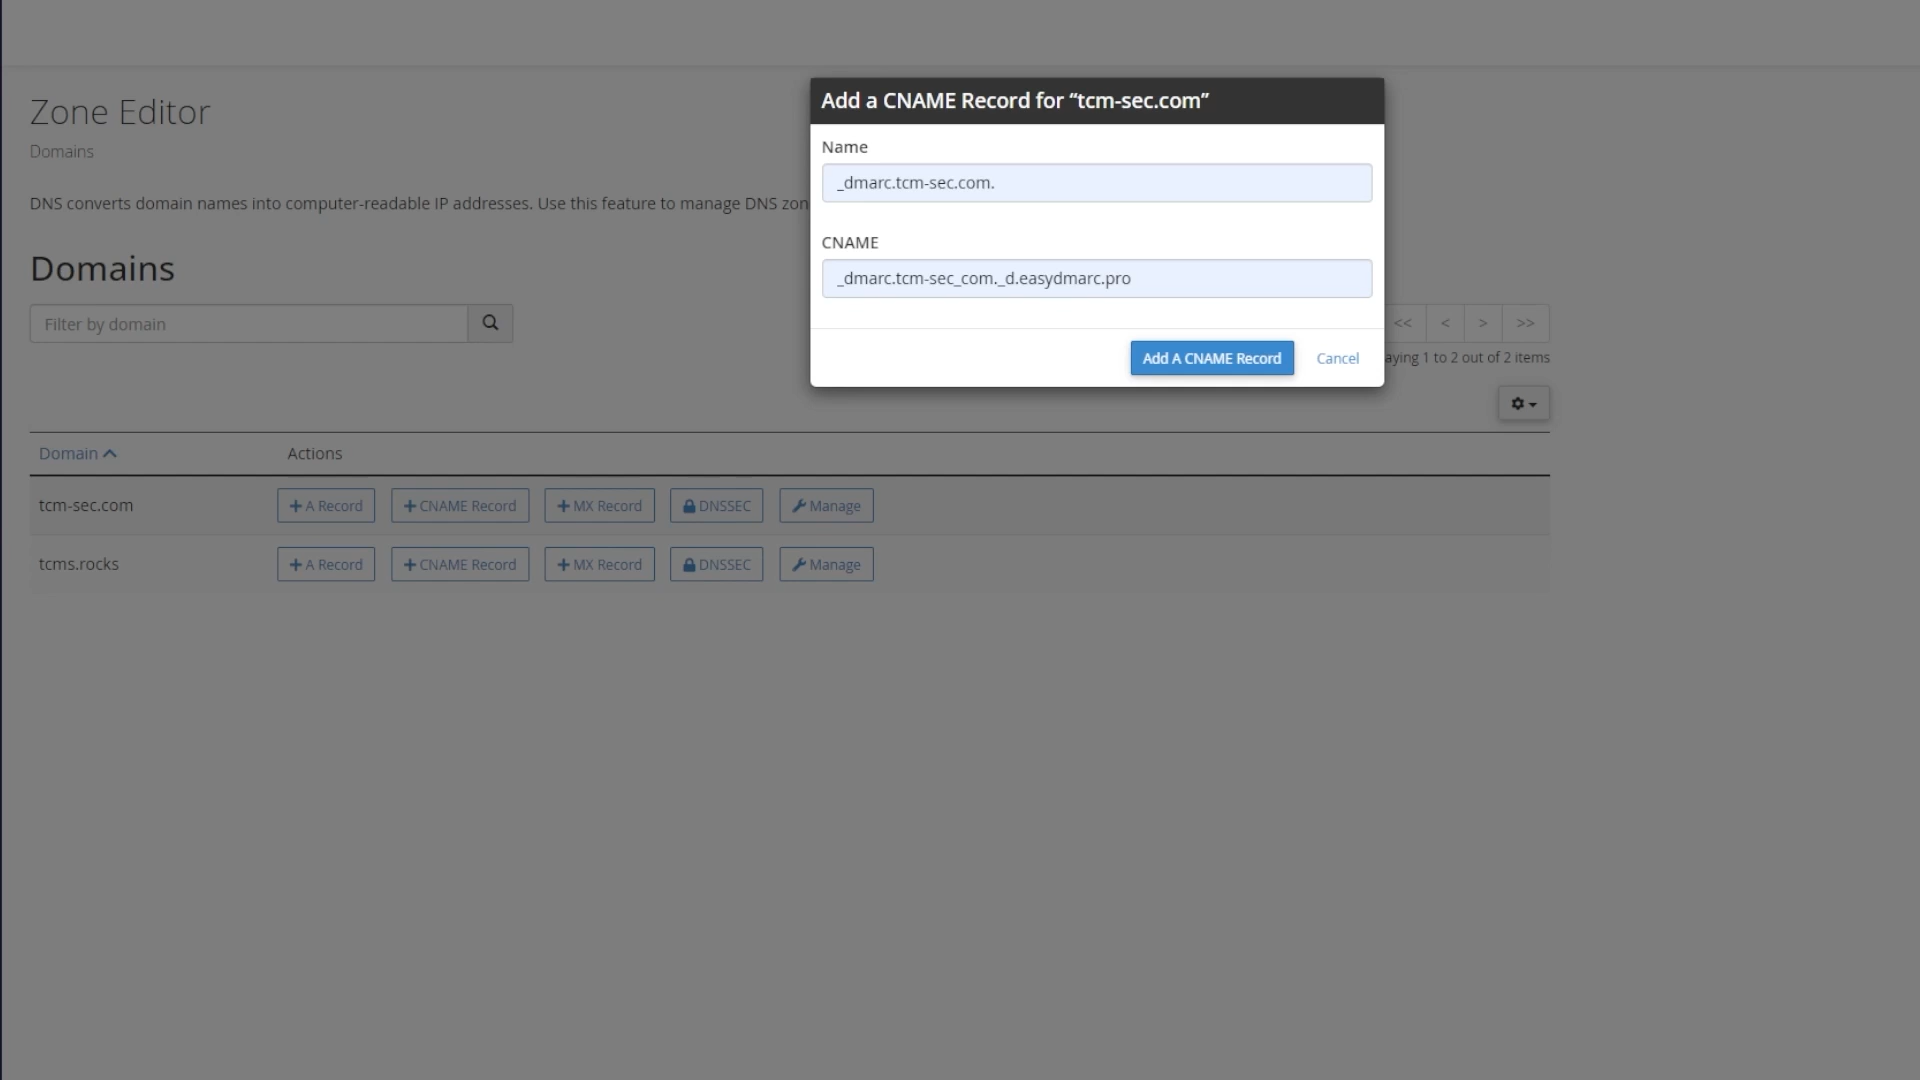 Zone Editor
Domains
DNS converts domain names into computer-readable IP addresses. Use this feature to manage DNS zon
Domains
Filter by domain
Add a CNAME Record for “tcm-sec.com”
Name
_dmarc.tcm-sec.com.
CNAME
_dmarc.tcm-sec_com._d.easydmarc.pro
Add A CNAME Record Cancel
<< < > >>
aying 1 to 2 out of 2 items
Domain Actions
tcm-sec.com A Record CNAME Record MX Record DNSSEC Manage
tcms.rocks A Record CNAME Record MX Record DNSSEC Manage